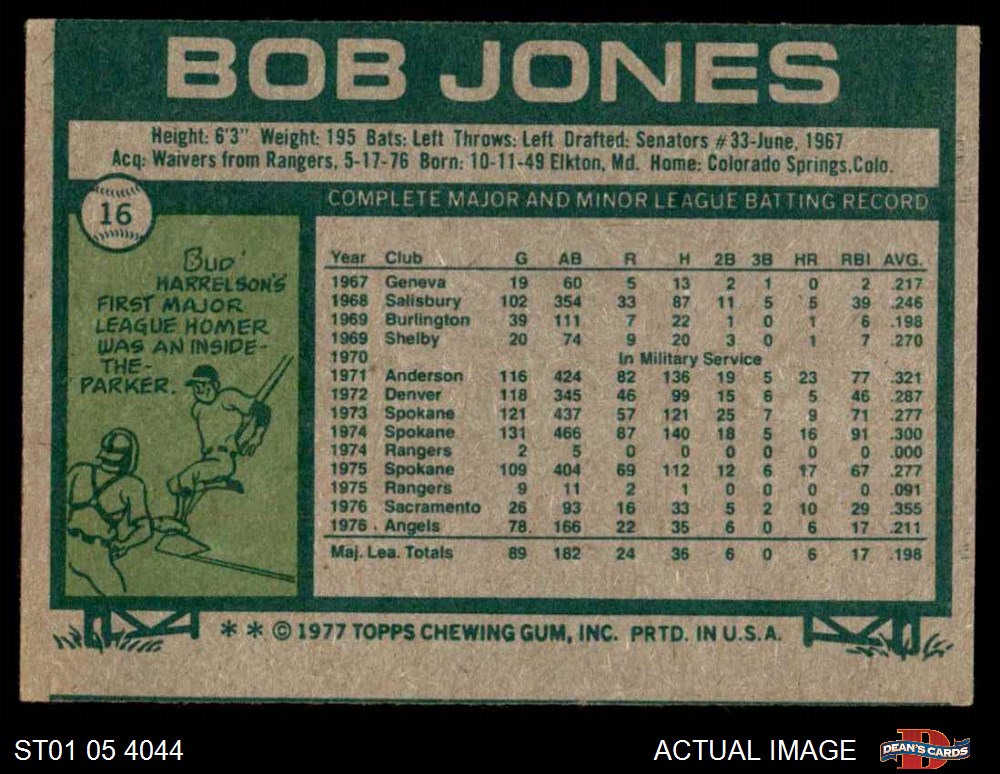 BOB JONES
Height: 6'3" Weight: 195 Bats: Left Throws: Left Drafted: Senators #33-June, 1967
Acq: Waivers from Rangers, 5-17-76 Born: 10-11-49 Elkton, Md. Home: Colorado Springs, Colo.
16
COMPLETE MAJOR AND MINOR LEAGUE BATTING RECORD
BUD
HARRELSON'S
FIRST MAJOR
LEAGUE HOMER
WAS AN INSIDE-
THE-
PARKER.
Year Club G AB R H 2B 3B HR RBI AVG.
1967 Geneva 19 60 5 13 2 1 0 2 .217
1968 Salisbury 102 354 33 87 11 5 5 39 .246
1969 Burlington 39 111 7 22 1 0 1 6 .198
1969 Shelby 20 74 9 20 3 0 1 7 .270
1970 In Military Service
1971 Anderson 116 424 82 136 19 5 23 77 .321
1972 Denver 118 345 46 99 15 6 5 46 .287
1973 Spokane 121 437 57 121 25 7 9 71 .277
1974 Spokane 131 466 87 140 18 5 16 91 .300
1974 Rangers 2 5 0 0 0 0 0 0 .000
1975 Spokane 109 404 69 112 12 6 17 67 .277
1975 Rangers 9 11 2 1 0 0 0 0 .091
1976 Sacramento 26 93 16 33 5 2 10 29 .355
1976 Angels 78 166 22 35 6 0 6 17 .211
Maj. Lea. Totals 89 182 24 36 6 0 6 17 .198
** © 1977 TOPPS CHEWING GUM, INC. PRTD. IN U.S.A.
ST01 05 4044
ACTUAL IMAGE
D
DEAN'S CARDS